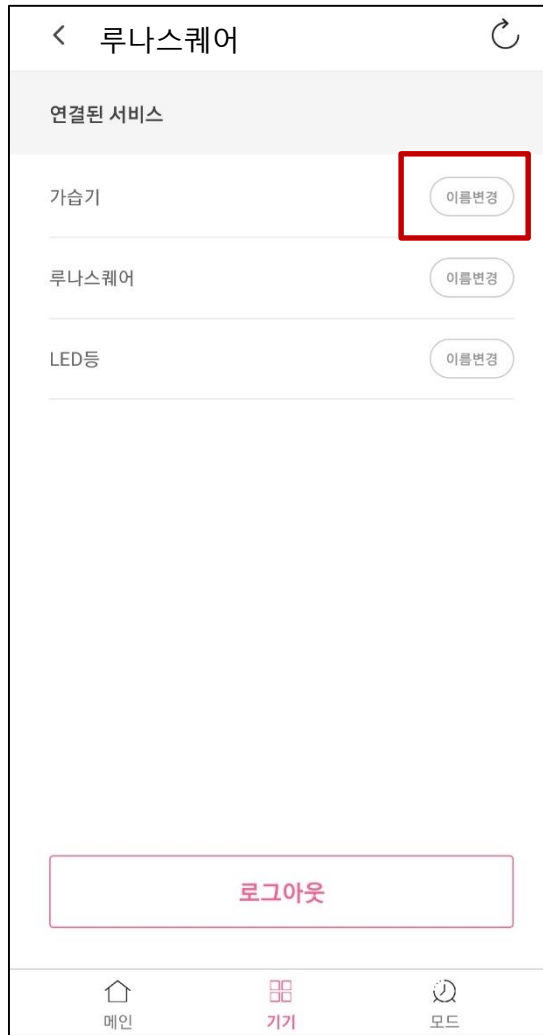 루나스퀘어
연결된 서비스
가습기 이름변경
루나스퀘어 이름변경
LED등 이름변경
로그아웃
메인 기기 모드